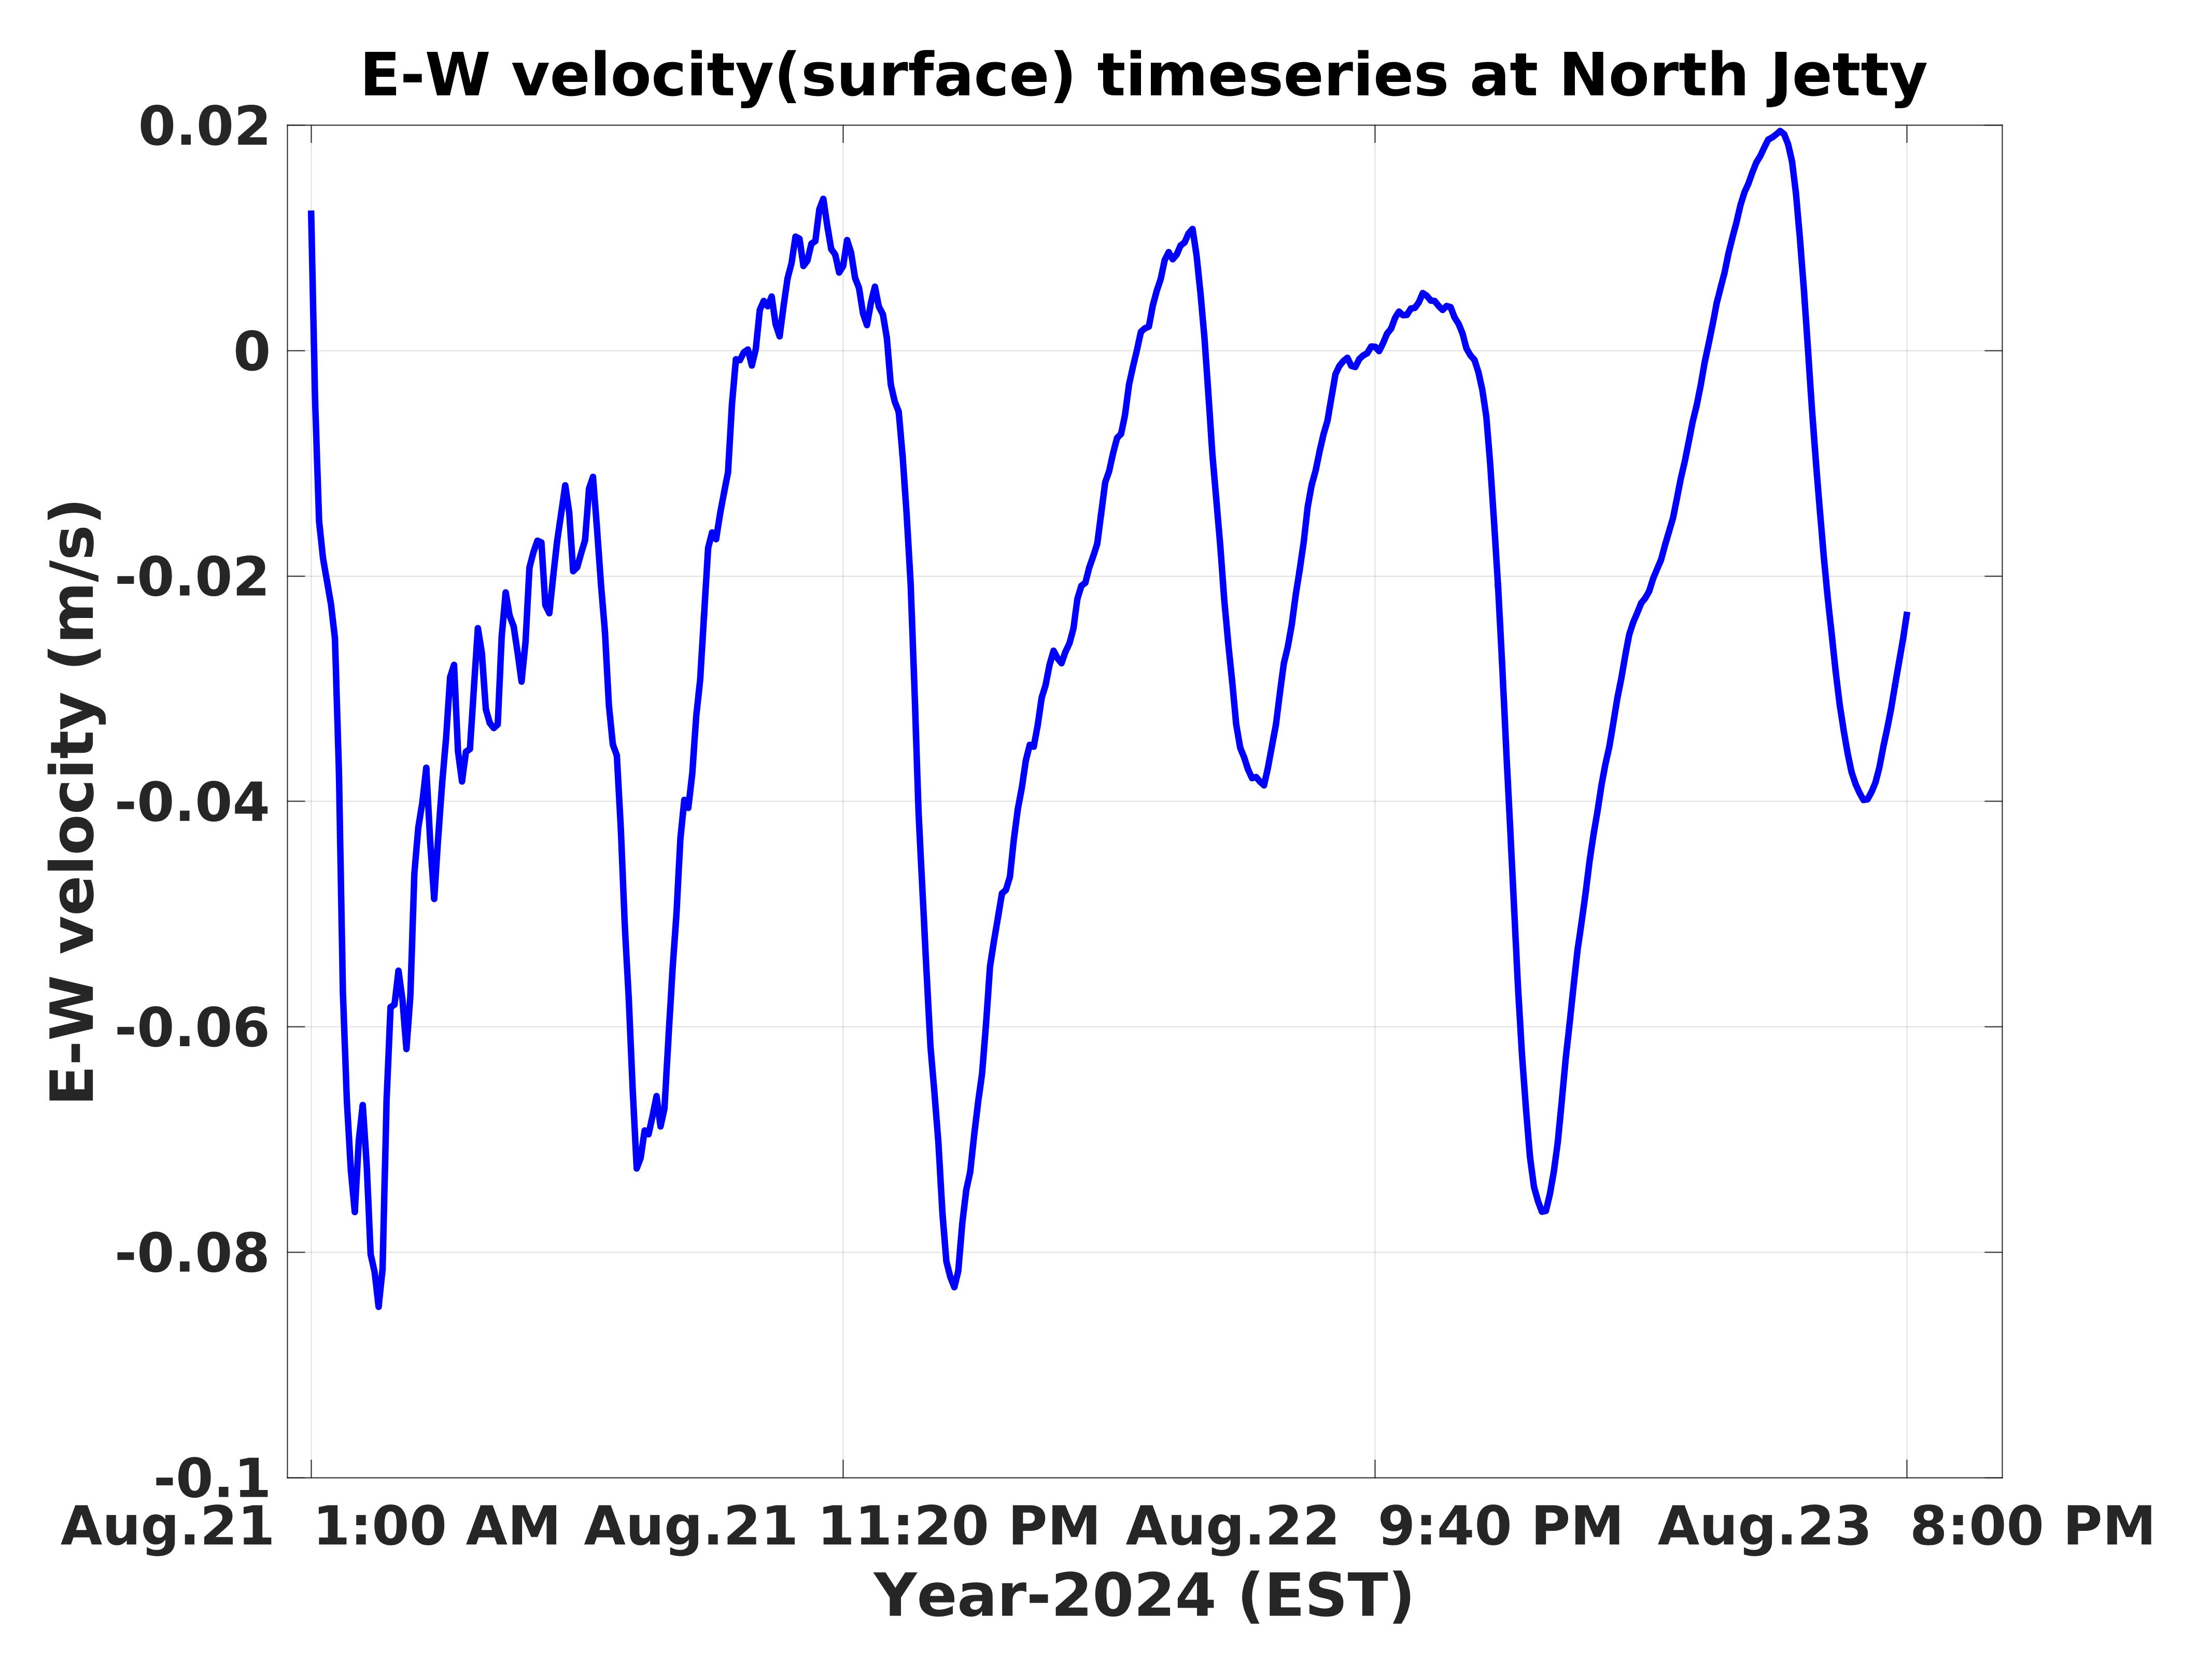 E-W velocity(surface) timeseries at North Jetty
0.02
0
-0.02
-0.04
-0.06
-0.08
-0.1
E-W velocity (m/s)
Aug.21 1:00 AM Aug.21 11:20 PM Aug.22 9:40 PM Aug.23 8:00 PM
Year-2024 (EST)